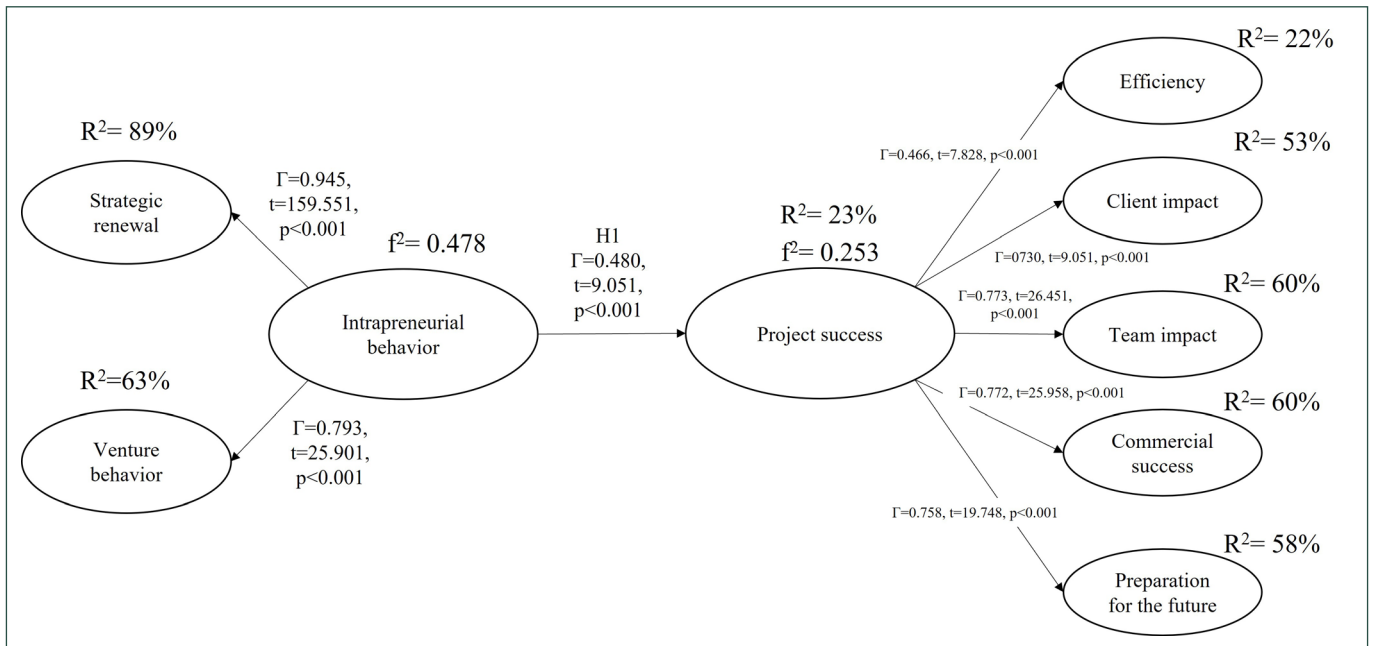 R²= 89%
Strategic
renewal
Γ=0.945,
t=159.551,
p<0.001
f²= 0.478
Intrapreneurial
behavior
R²=63%
Venture
behavior
Γ=0.793,
t=25.901,
p<0.001
H1
Γ=0.480,
t=9.051,
p<0.001
R²= 23%
f²= 0.253
Project success
Γ=0.466, t=7.828, p<0.001
R²= 22%
Efficiency
Γ=0730, t=9.051, p<0.001
R²= 53%
Client impact
Γ=0.773, t=26.451,
p<0.001
R²= 60%
Team impact
Γ=0.772, t=25.958, p<0.001
R²= 60%
Commercial
success
Γ=0.758, t=19.748, p<0.001
R²= 58%
Preparation
for the future